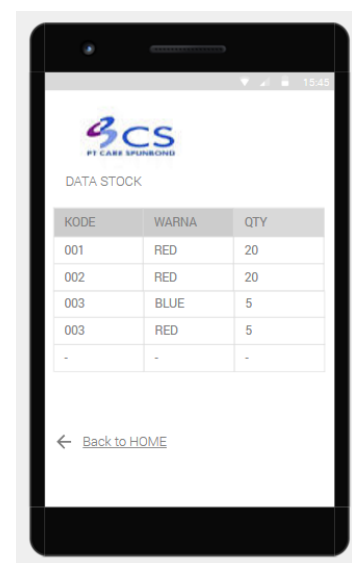 15:45
CS
PT CARE SPUNBOND
DATA STOCK
KODE WARNA QTY
001 RED 20
002 RED 20
003 BLUE 5
003 RED 5
- - -
← Back to HOME